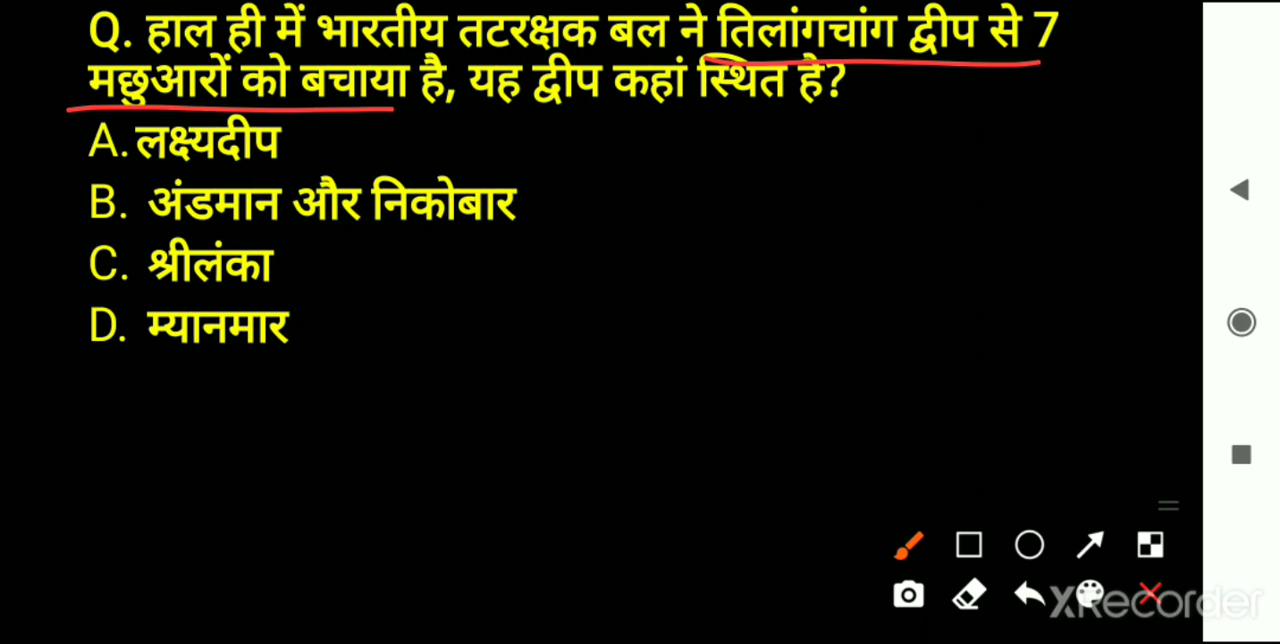 Q. हाल ही में भारतीय तटरक्षक बल ने तिलांगचांग द्वीप से 7
मछुआरों को बचाया है, यह द्वीप कहां स्थित है?
A. लक्ष्यदीप
B. अंडमान और निकोबार
C. श्रीलंका
D. म्यानमार
XRecorder